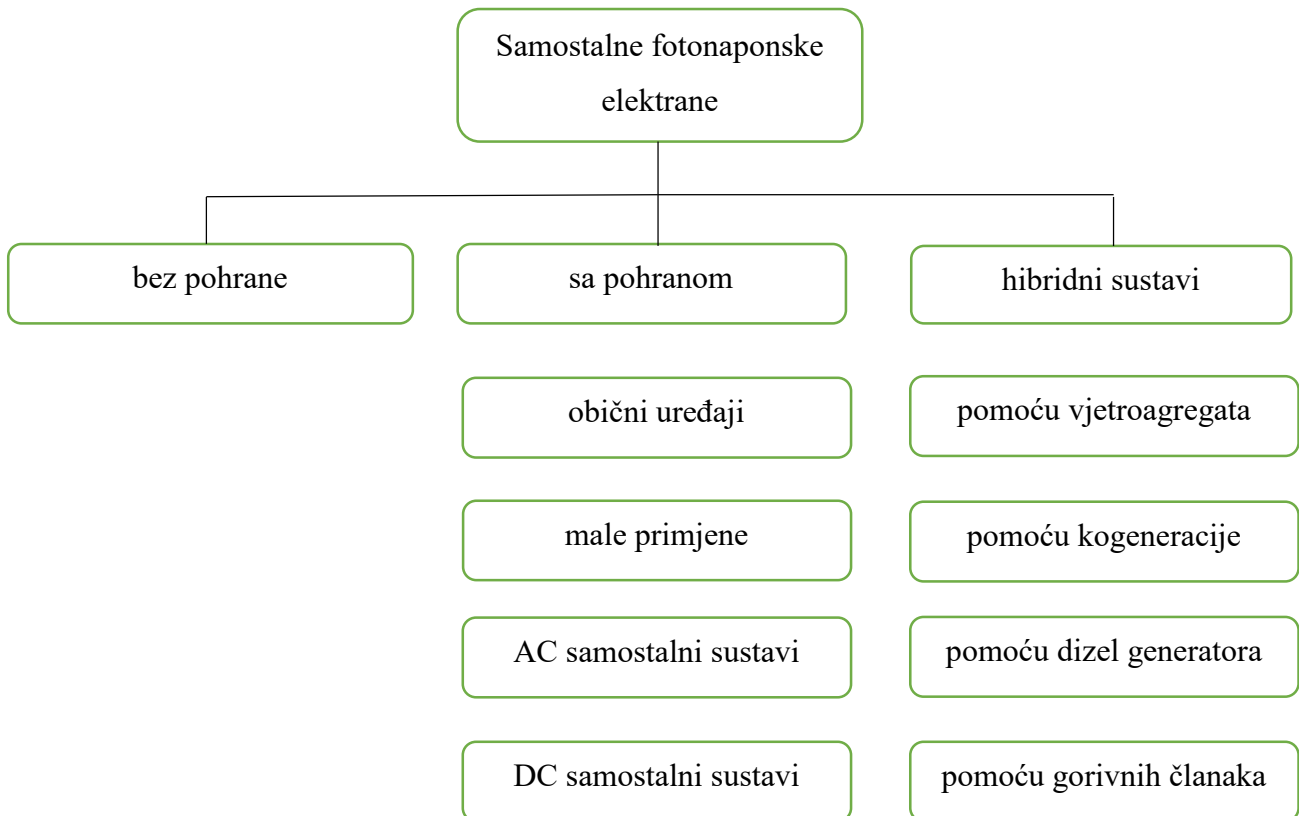 Samostalne fotonaponske
elektrane
bez pohrane
sa pohranom
hibridni sustavi
obični uređaji
pomoću vjetroagregata
male primjene
pomoću kogeneracije
AC samostalni sustavi
pomoću dizel generatora
DC samostalni sustavi
pomoću gorivnih članaka